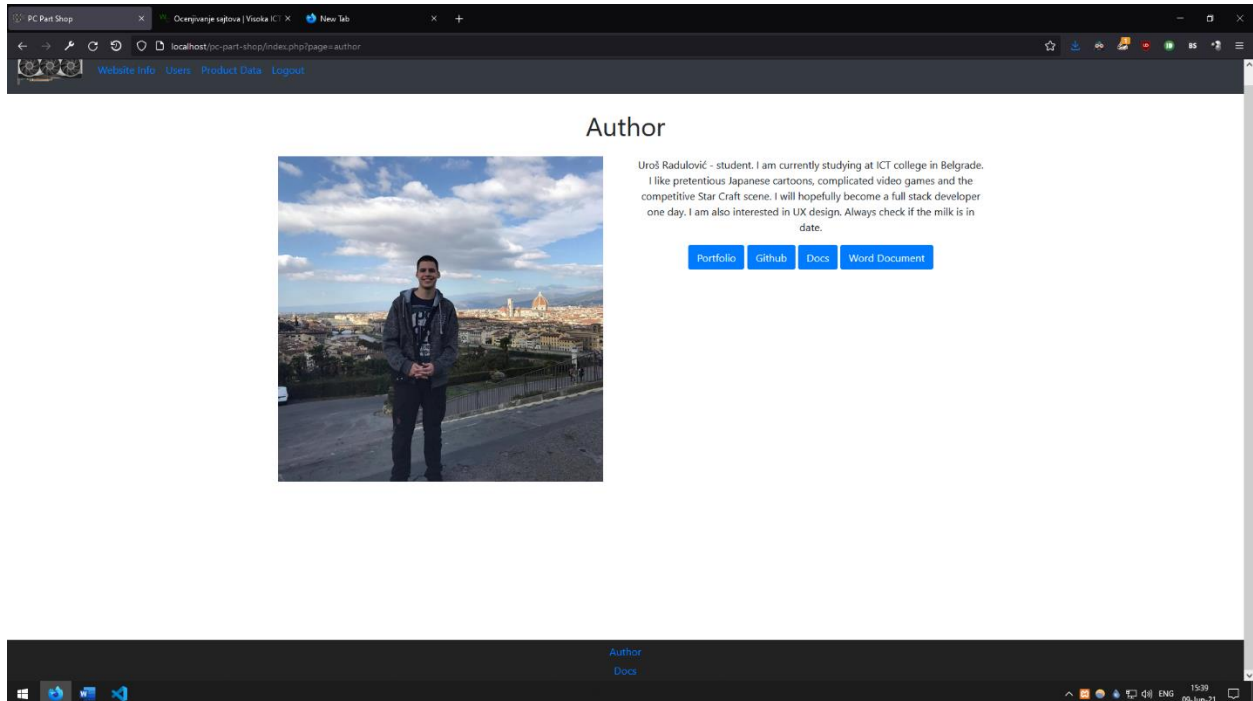 PC Part Shop
Ocenjivanje sajtova | Visoka ICT
New Tab
localhost/pc-part-shop/index.php?page=author
Website Info Users Product Data Logout
Author
Uroš Radulović - student. I am currently studying at ICT college in Belgrade.
I like pretentious Japanese cartoons, complicated video games and the
competitive Star Craft scene. I will hopefully become a full stack developer
one day. I am also interested in UX design. Always check if the milk is in
date.
Portfolio Github Docs Word Document
Author
Docs
ENG
15:39
09-Jun-21